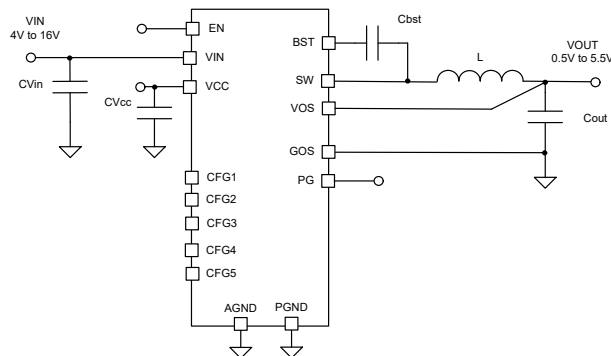 VIN
4V to 16V
CVin
CVcc
EN
VIN
VCC
CFG1
CFG2
CFG3
CFG4
CFG5
AGND
PGND
BST
SW
VOS
GOS
PG
Cbst
L
VOUT
0.5V to 5.5V
Cout